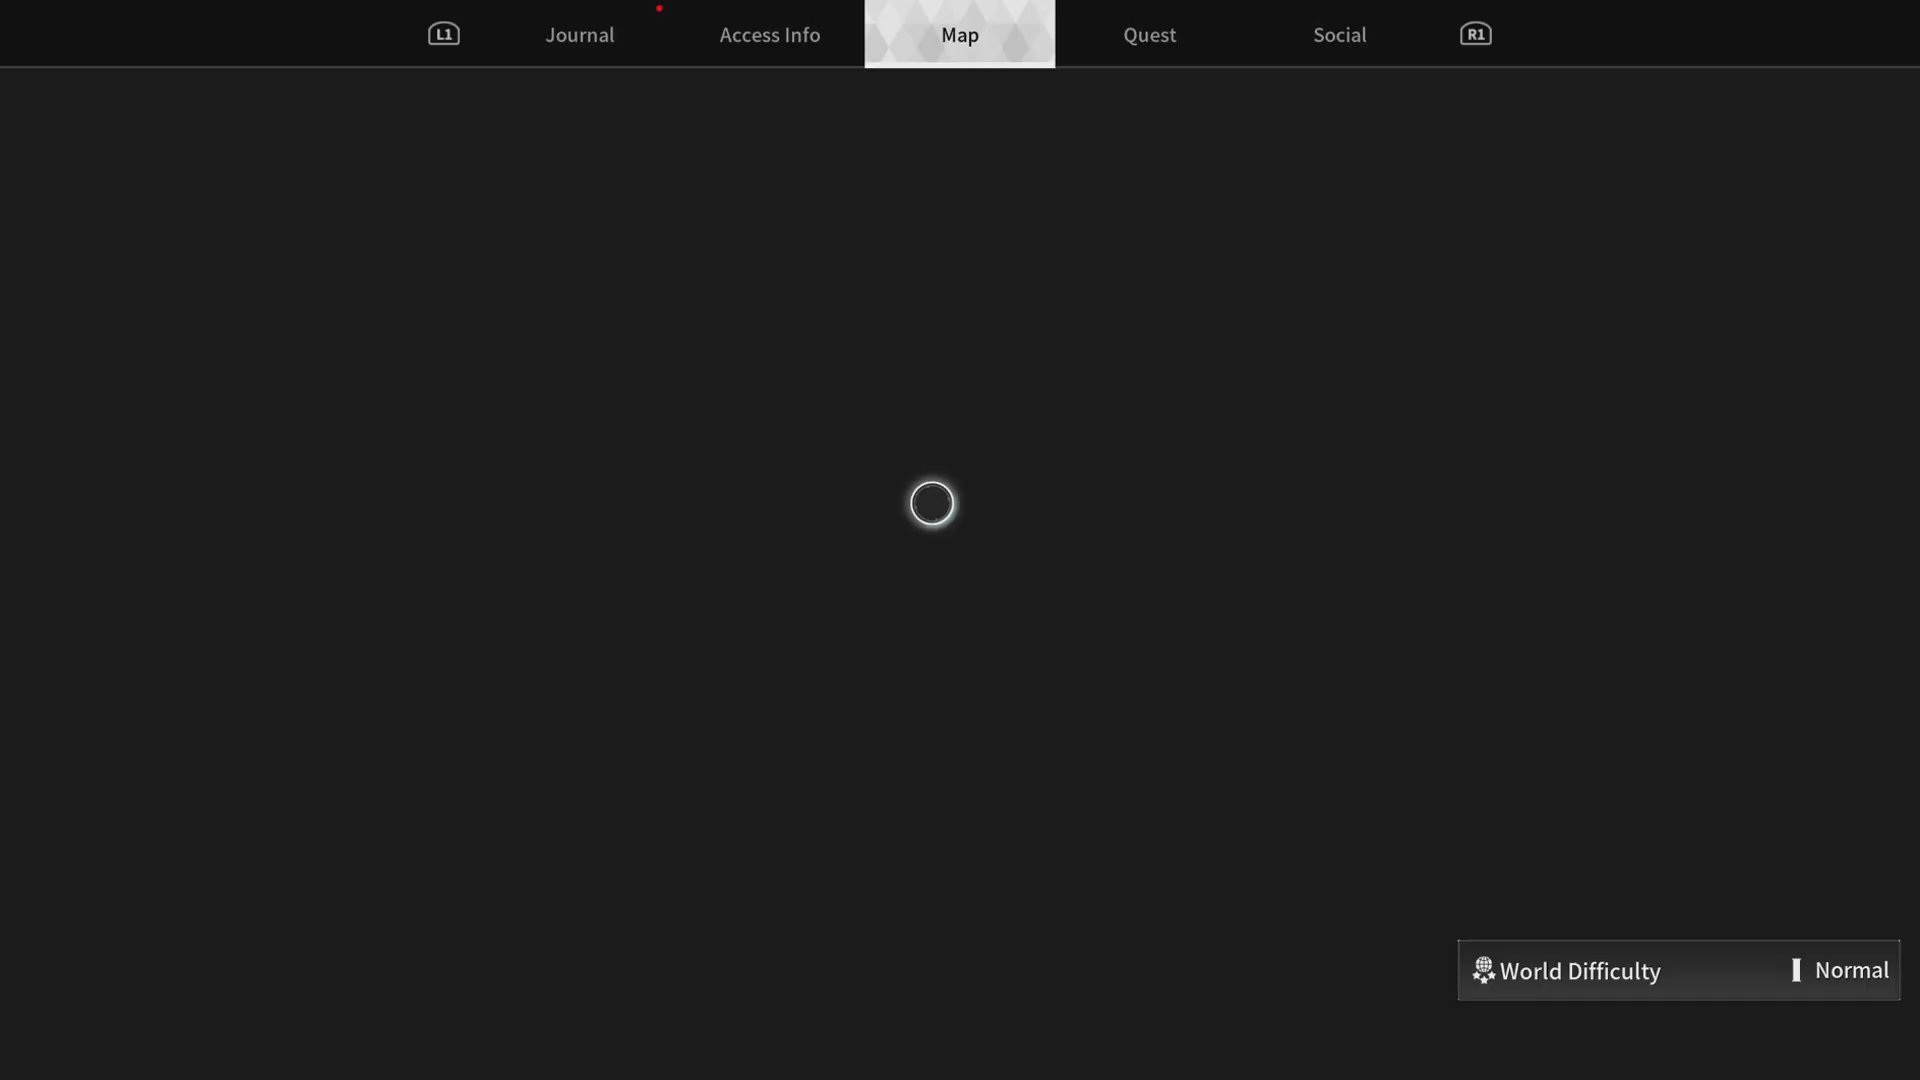 L1
Journal
Access Info
Map
Quest
Social
R1
World Difficulty
Normal